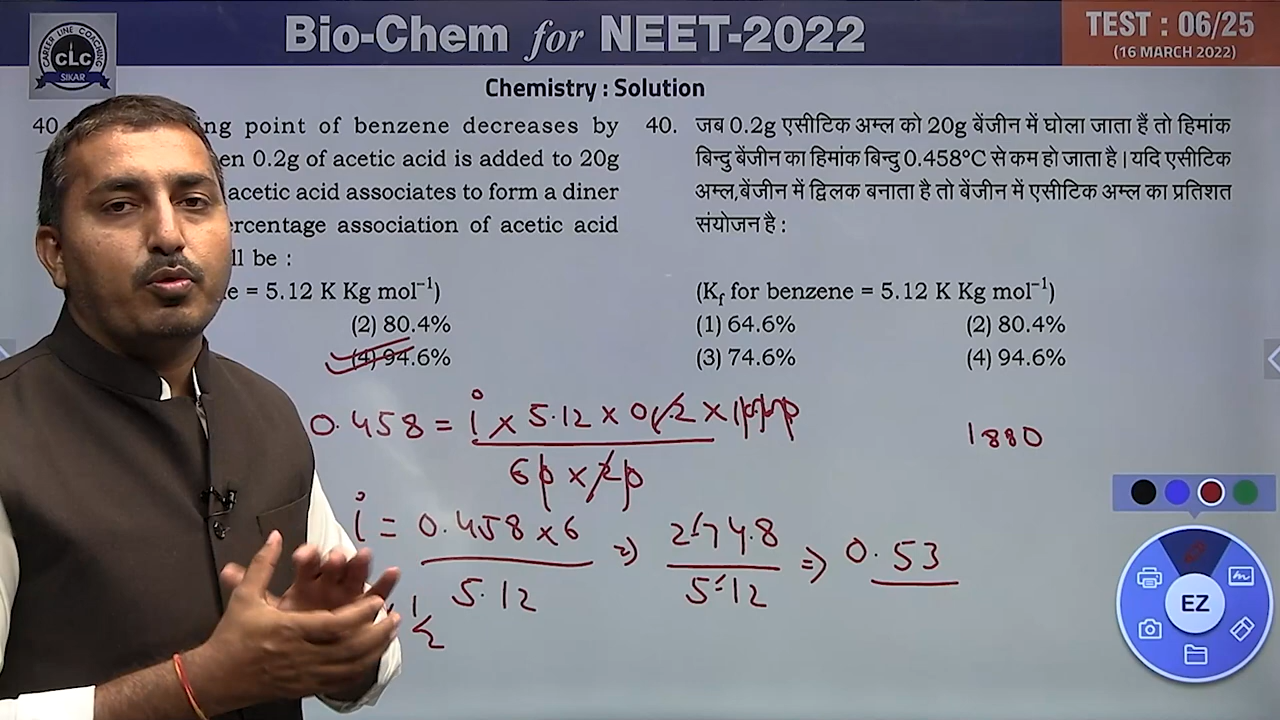 CAREER LINE COACHING
CLC
SIKAR
Bio-Chem for NEET-2022
TEST : 06/25
(16 MARCH 2022)
Chemistry : Solution
40
ng point of benzene decreases by
en 0.2g of acetic acid is added to 20g
acetic acid associates to form a diner
ercentage association of acetic acid
ll be :
e = 5.12 K Kg mol⁻¹)
(2) 80.4%
(4) 94.6%
40. जब 0.2g एसीटिक अम्ल को 20g बेंजीन में घोला जाता हैं तो हिमांक
बिन्दु बेंजीन का हिमांक बिन्दु 0.458°C से कम हो जाता है। यदि एसीटिक
अम्ल,बेंजीन में द्विलक बनाता है तो बेंजीन में एसीटिक अम्ल का प्रतिशत
संयोजन है :
(Kf for benzene = 5.12 K Kg mol⁻¹)
(1) 64.6% (2) 80.4%
(3) 74.6% (4) 94.6%
0.458 = i × 5.12 × 0.2 × 1000
60 × 20
1880
i = 0.458 × 6 ⇒ 2.748 ⇒ 0.53
5.12 5.12
1
2
EZ